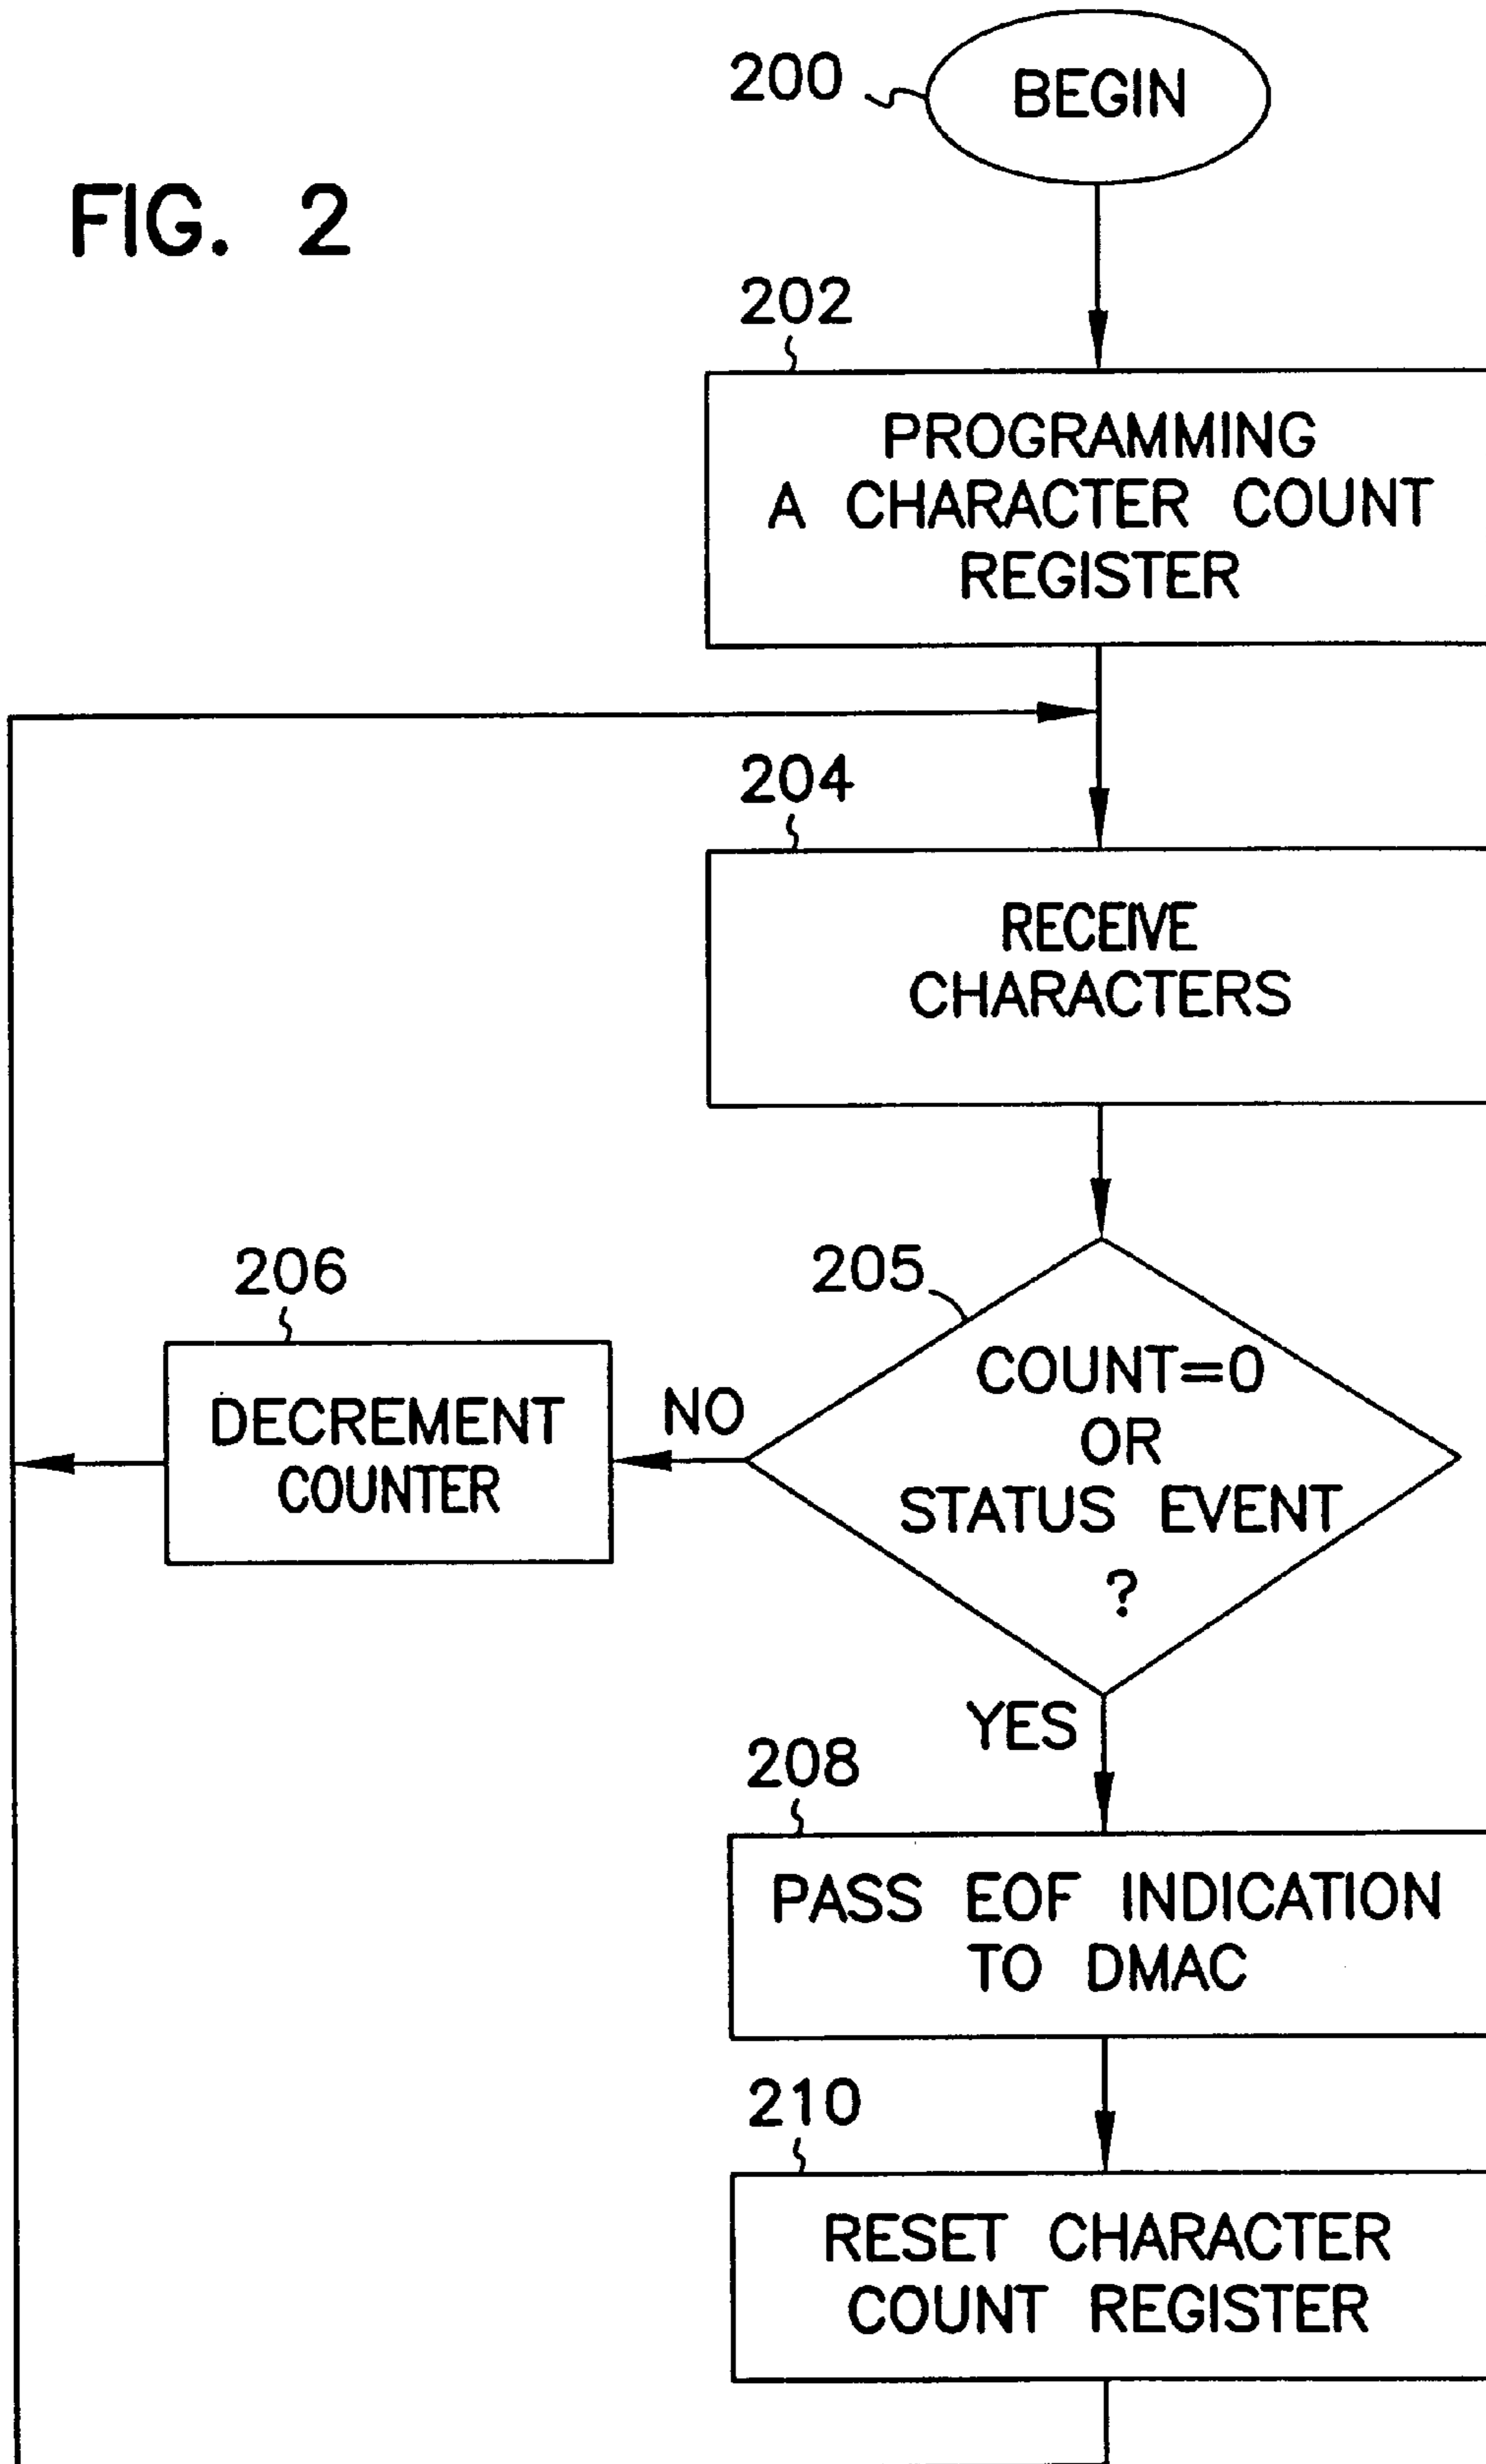 200
BEGIN
FIG. 2
202
PROGRAMMING
A CHARACTER COUNT
REGISTER
204
RECEIVE
CHARACTERS
206
205
DECREMENT
COUNTER
NO
COUNT=0
OR
STATUS EVENT
?
YES
208
PASS EOF INDICATION
TO DMAC
210
RESET CHARACTER
COUNT REGISTER